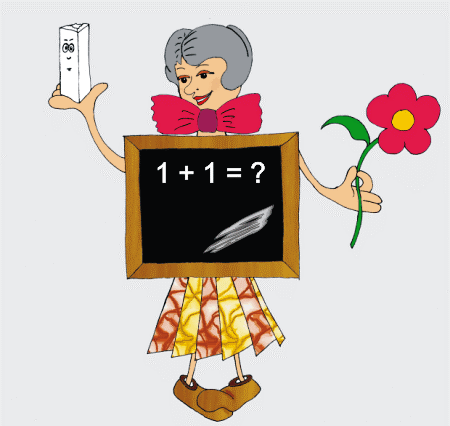 1 + 1 = ?